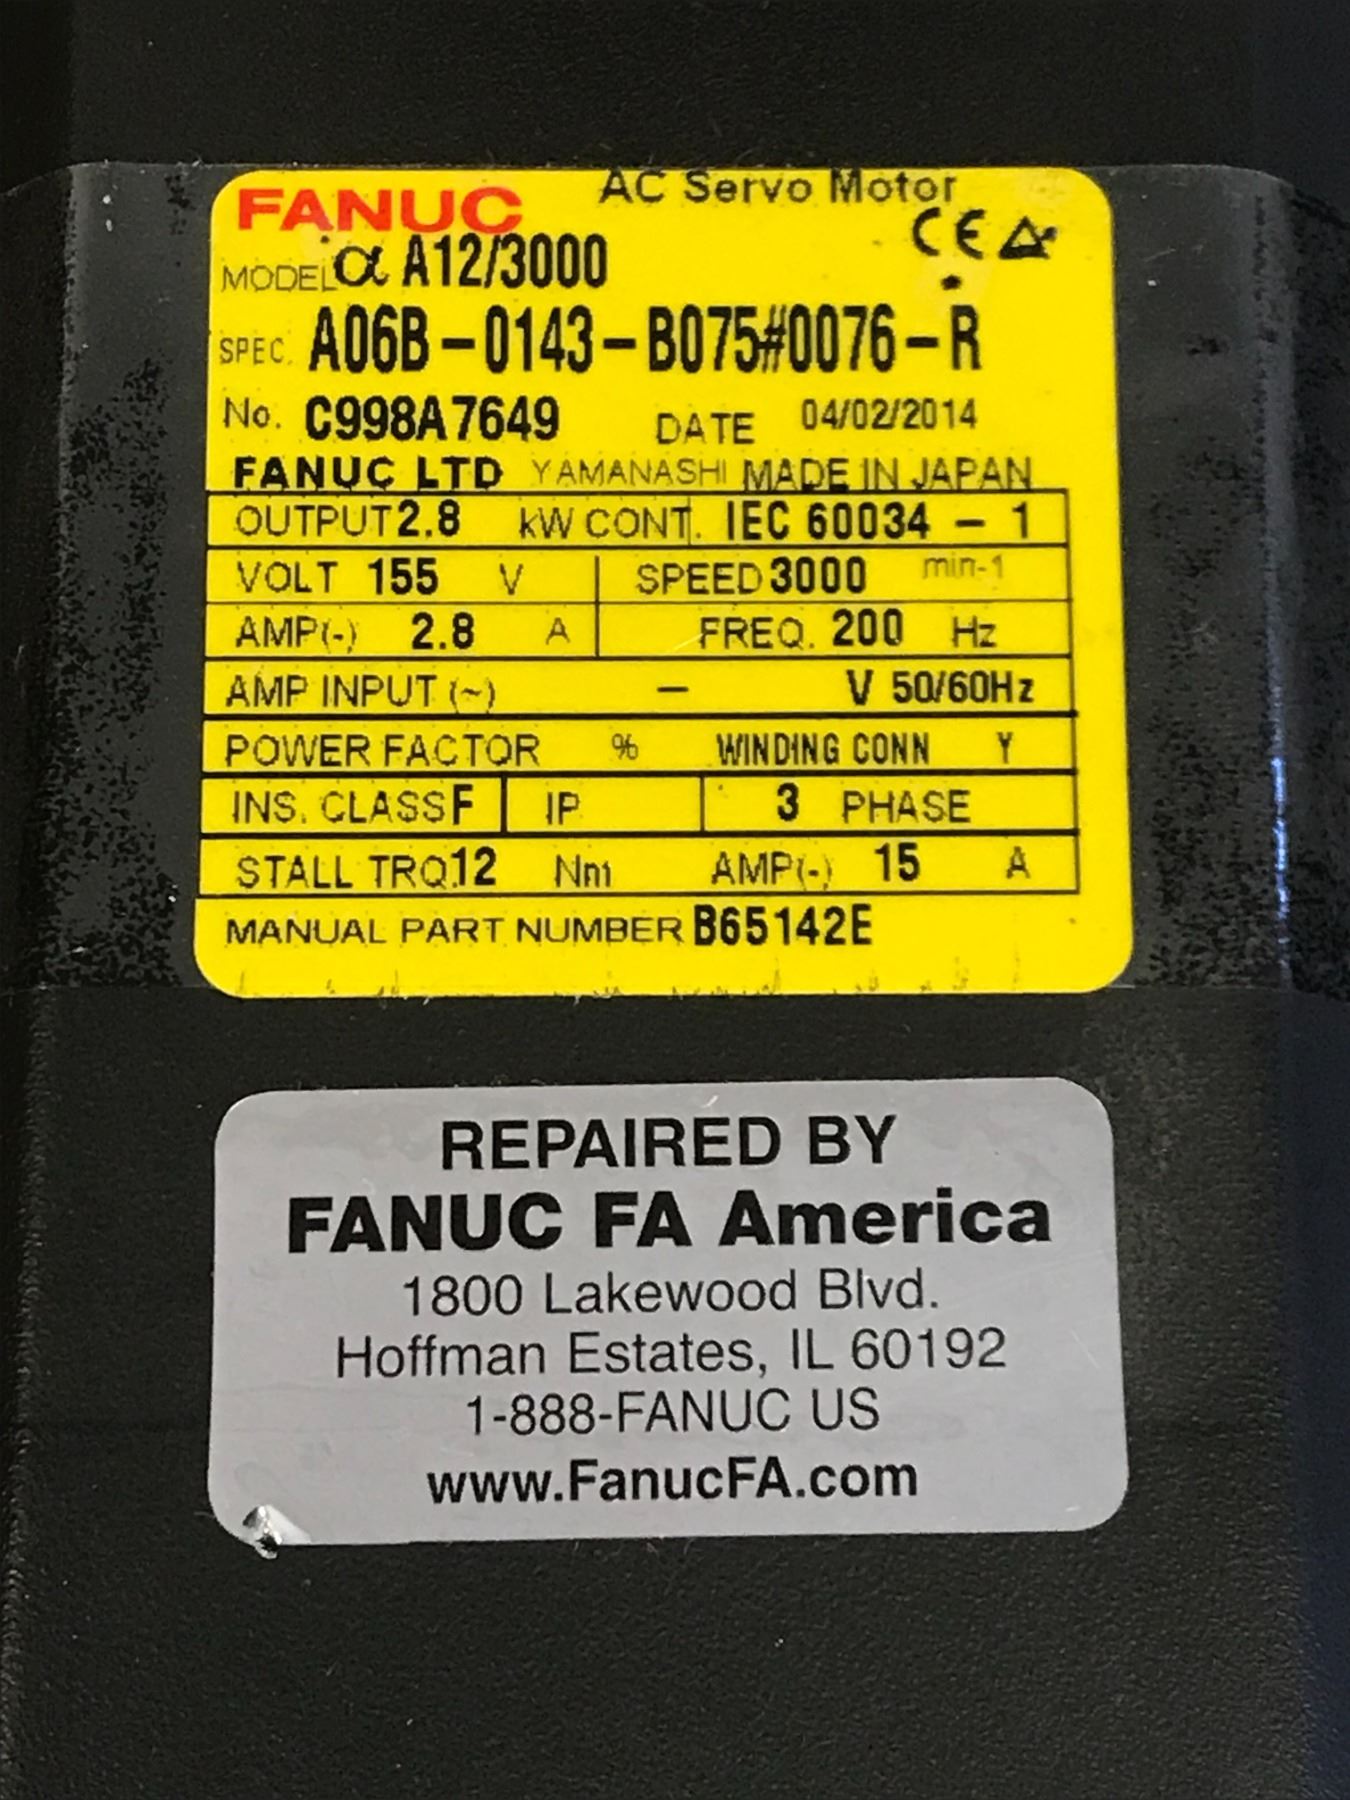 FANUC AC Servo Motor
CE
MODEL α A12/3000
SPEC. A06B-0143-B075#0076-R
No. C998A7649 DATE 04/02/2014
FANUC LTD YAMANASHI MADE IN JAPAN
OUTPUT 2.8 kW CONT. IEC 60034 - 1
VOLT 155 V SPEED 3000 min-1
AMP(~) 2.8 A FREQ. 200 Hz
AMP INPUT (~) — V 50/60Hz
POWER FACTOR % WINDING CONN Y
INS. CLASS F IP 3 PHASE
STALL TRQ. 12 Nm AMP(~) 15 A
MANUAL PART NUMBER B65142E
REPAIRED BY
FANUC FA America
1800 Lakewood Blvd.
Hoffman Estates, IL 60192
1-888-FANUC US
www.FanucFA.com